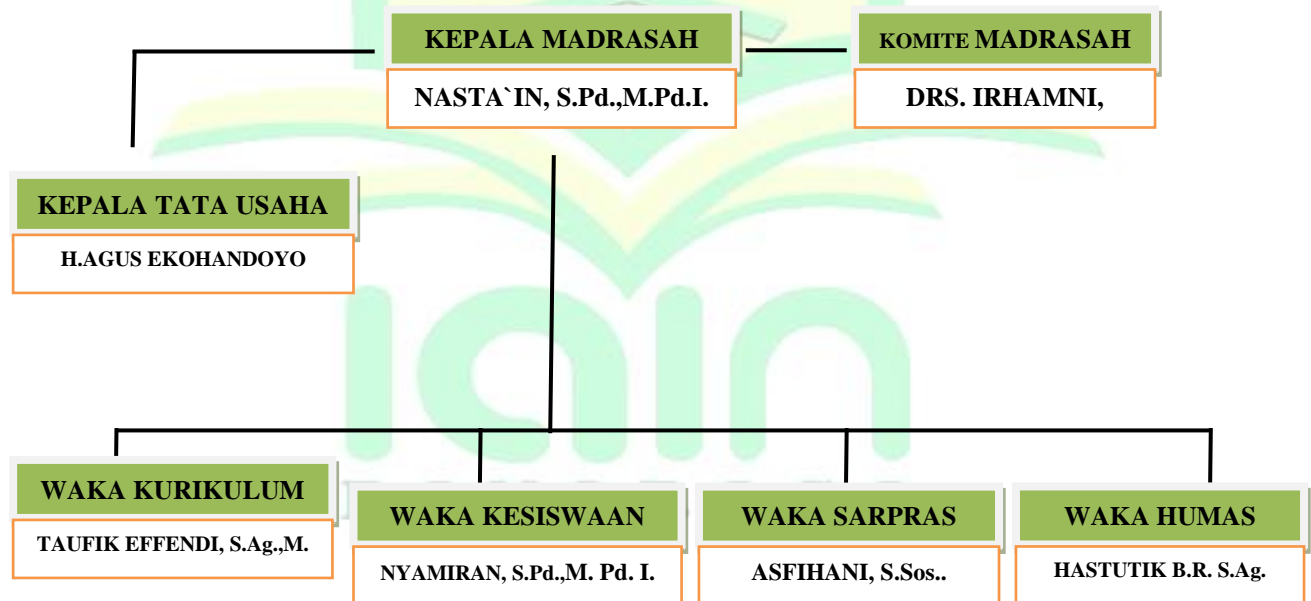 KEPALA MADRASAH
KOMITE MADRASAH
NASTA`IN, S.Pd.,M.Pd.I.
DRS. IRHAMNI,
KEPALA TATA USAHA
H.AGUS EKOHANDOYO
iain
WAKA KURIKULUM
TAUFIK EFFENDI, S.Ag.,M.
WAKA KESISWAAN
NYAMIRAN, S.Pd.,M. Pd. I.
WAKA SARPRAS
ASFIHANI, S.Sos..
WAKA HUMAS
HASTUTIK B.R. S.Ag.